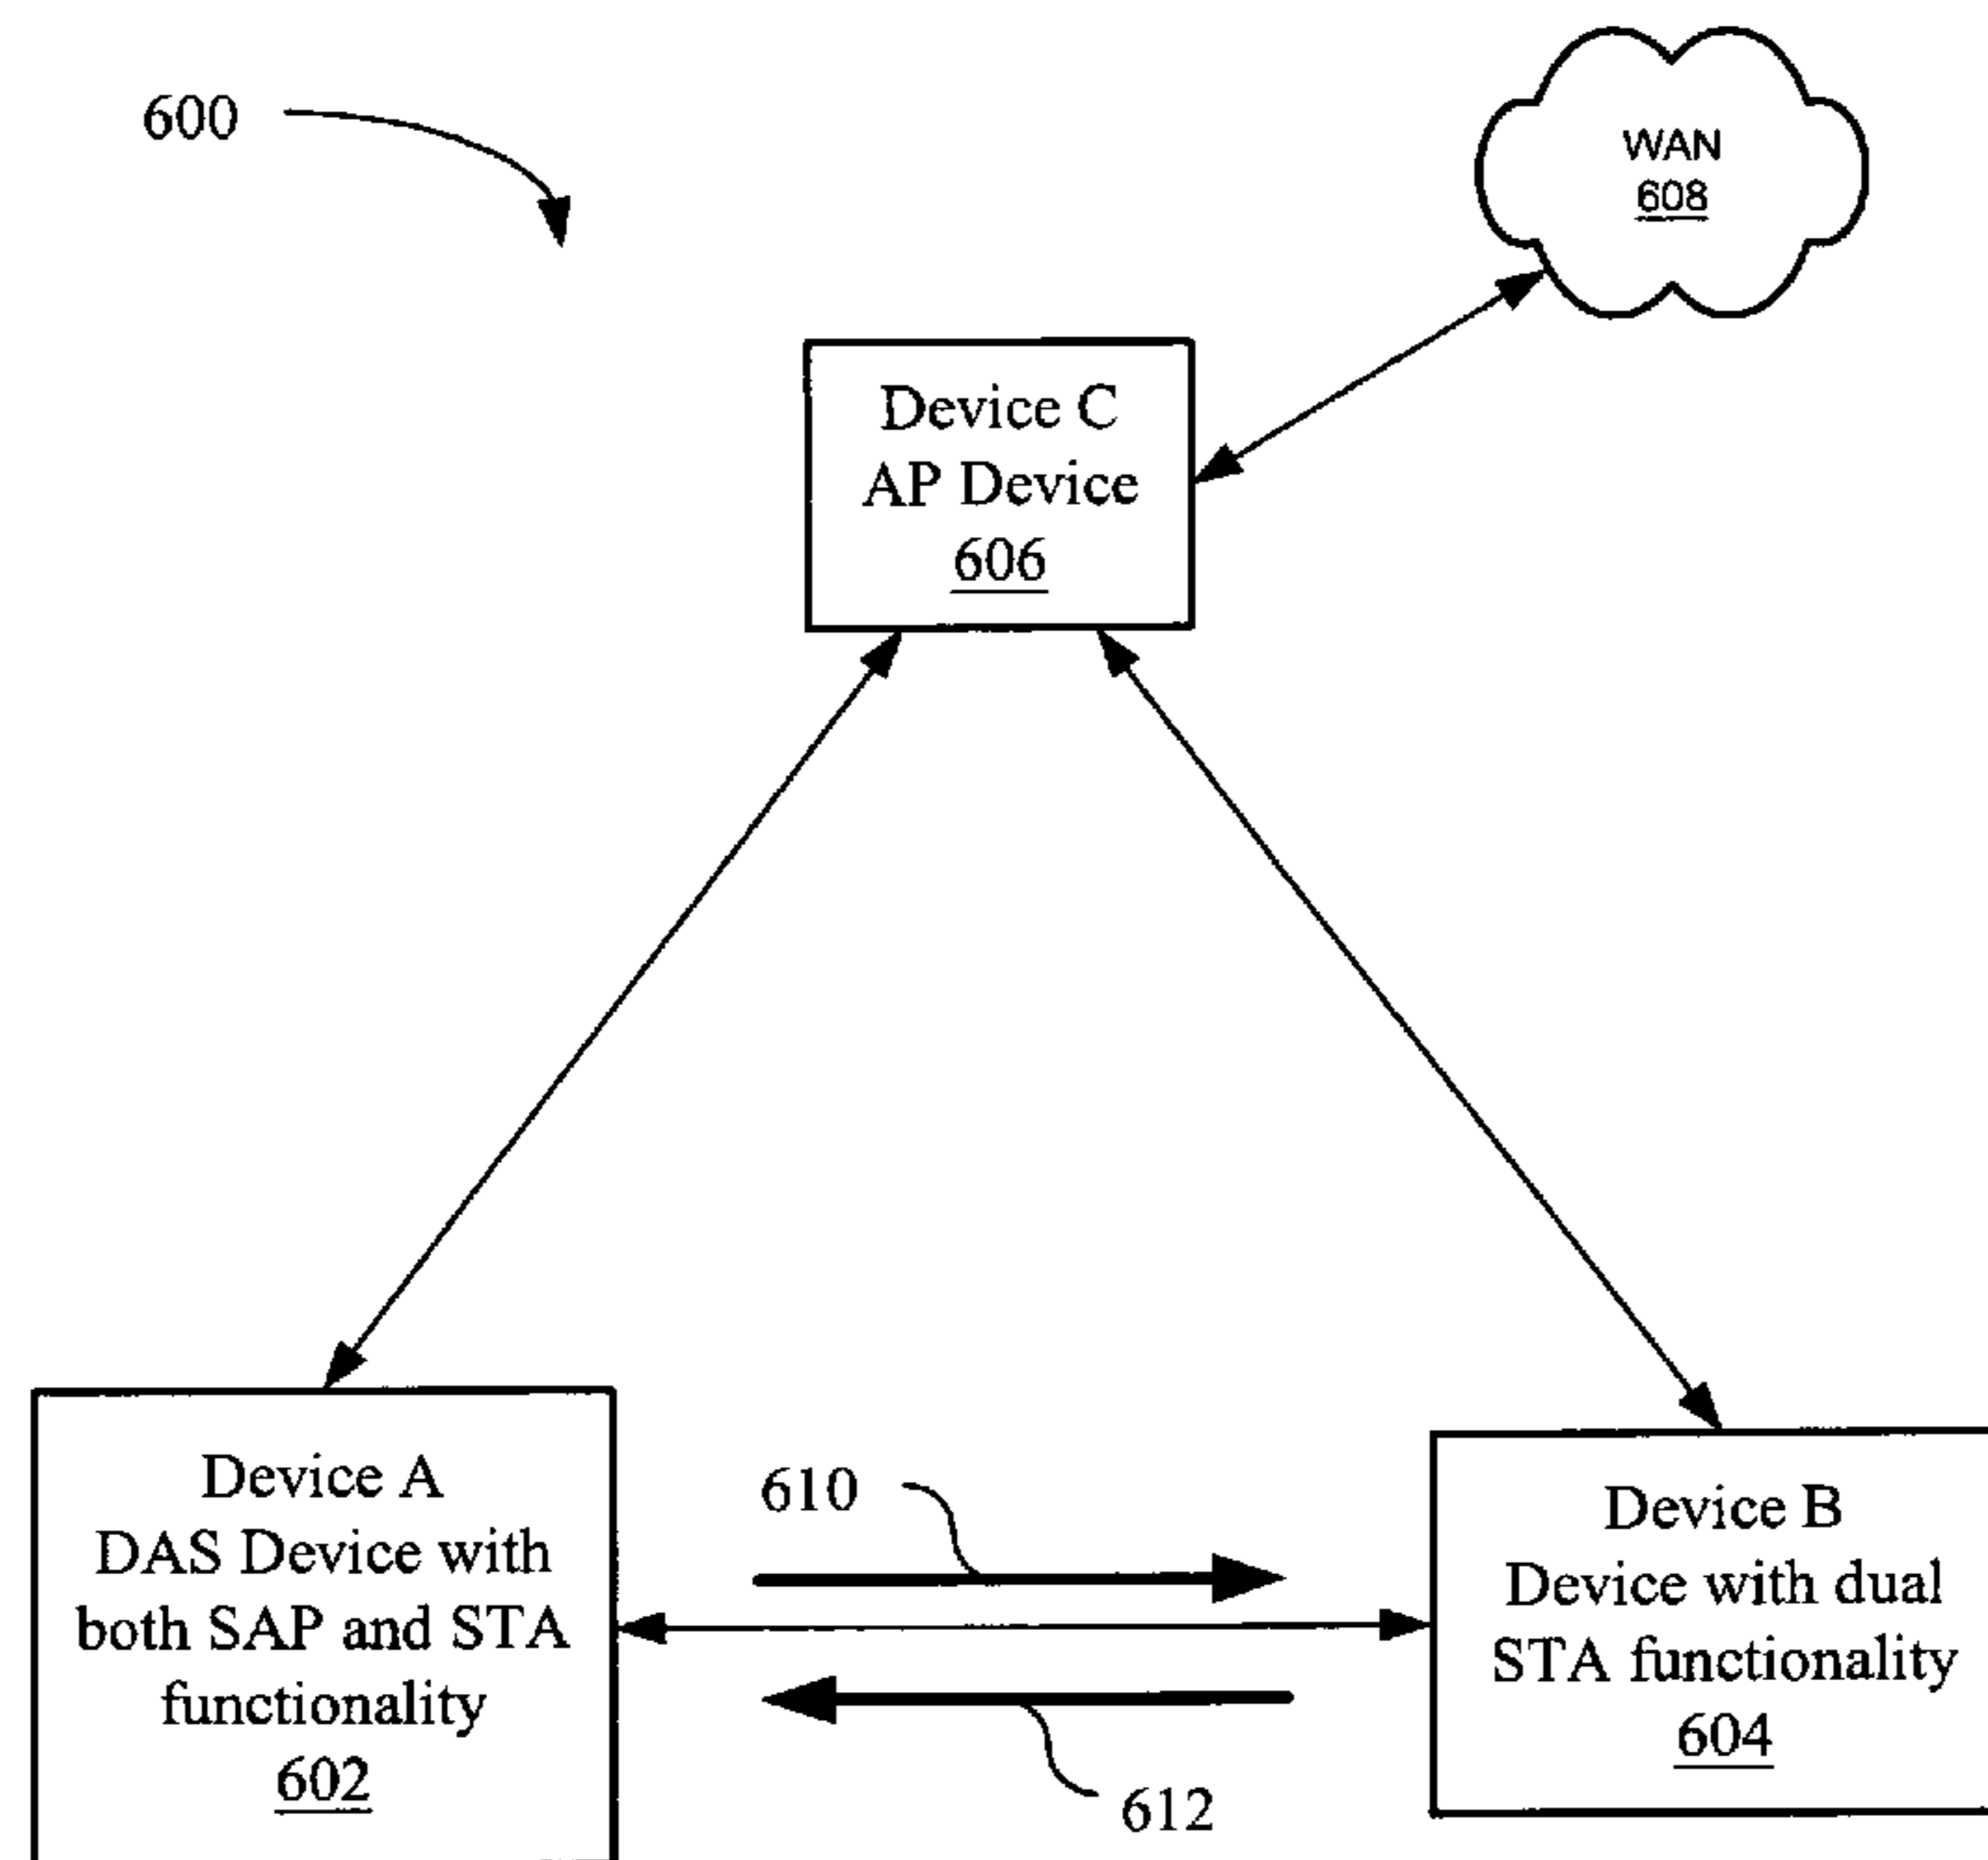 600
WAN
608
Device C
AP Device
606
Device A
DAS Device with
both SAP and STA
functionality
602
610
612
Device B
Device with dual
STA functionality
604